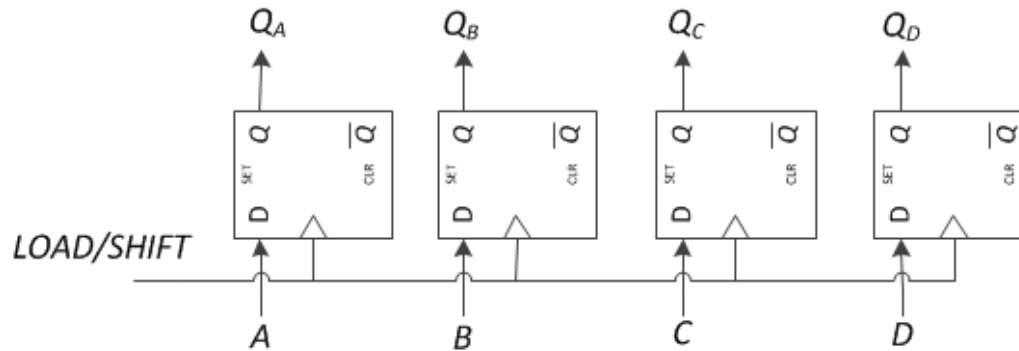 Q_A Q_B Q_C Q_D
Q Q̅ Q Q̅ Q Q̅ Q Q̅
SET CLR SET CLR SET CLR SET CLR
D D D D
LOAD/SHIFT
A B C D